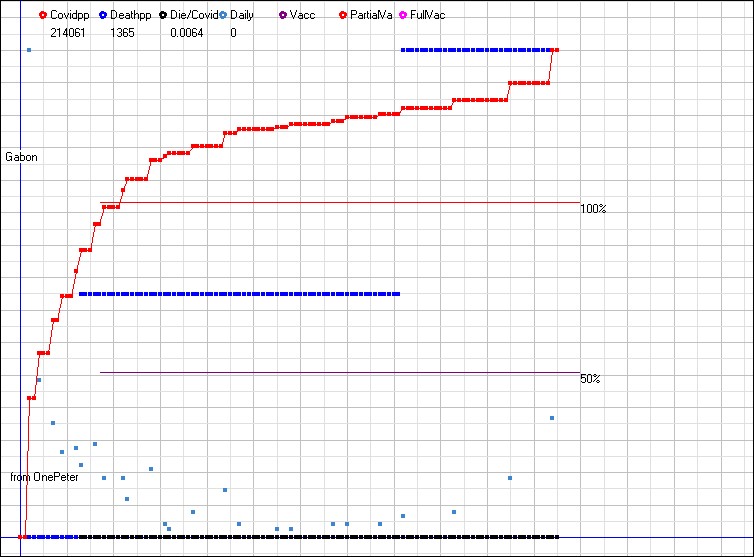 Covidpp Deathpp Die/Covid Daily Vacc PartialVa FullVac
214061 1365 0.0064 0
Gabon
100%
50%
from OnePeter